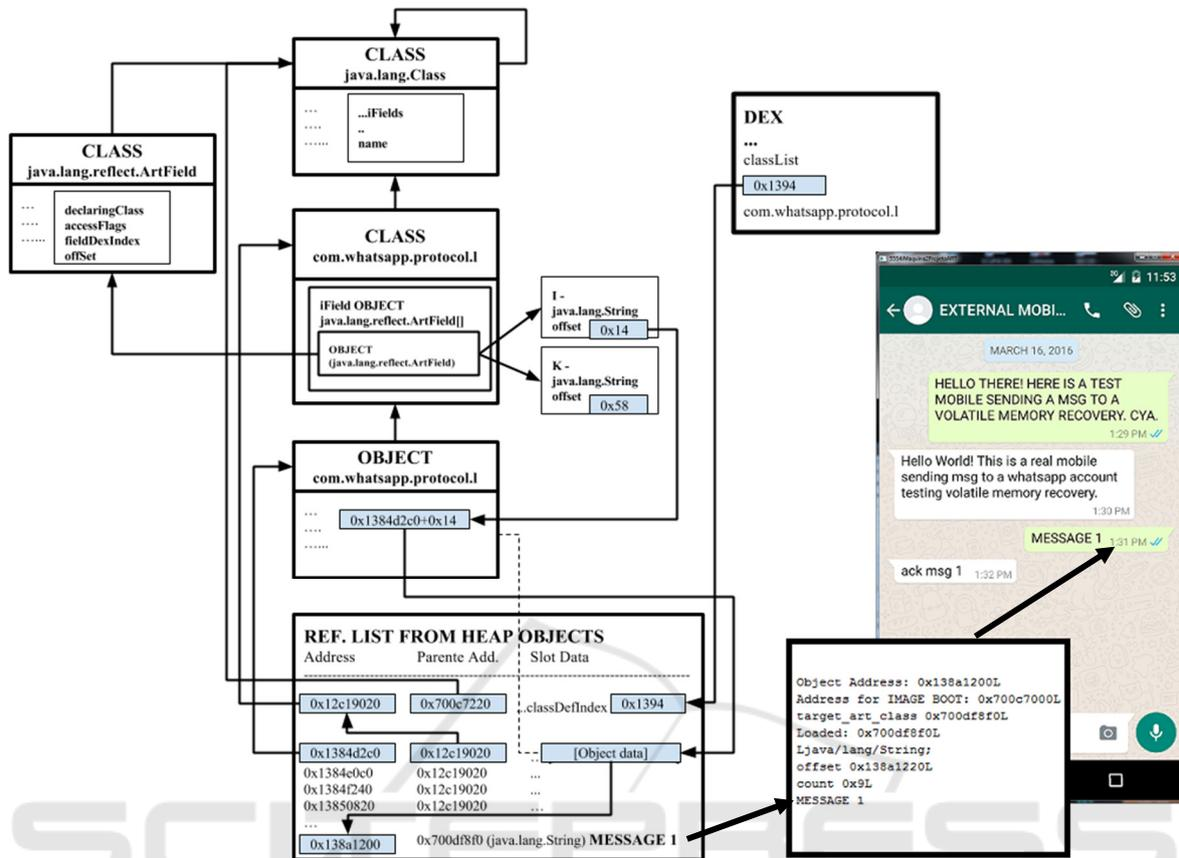 CLASS
java.lang.Class
...
...iFields
....
..
......
name
CLASS
java.lang.reflect.ArtField
...
declaringClass
....
accessFlags
......
fieldDexIndex
offSet
DEX
...
classList
0x1394
com.whatsapp.protocol.l
CLASS
com.whatsapp.protocol.l
iField OBJECT
java.lang.reflect.ArtField[]
OBJECT
(java.lang.reflect.ArtField)
I -
java.lang.String
offset 0x14
K -
java.lang.String
offset 0x58
OBJECT
com.whatsapp.protocol.l
...
0x1384d2c0+0x14
....
......
REF. LIST FROM HEAP OBJECTS
Address Parente Add. Slot Data
0x12c19020 0x700c7220 ..classDefIndex 0x1394
0x1384d2c0 0x12c19020 [Object data]
0x1384e0c0 0x12c19020 ...
0x1384f240 0x12c19020 ...
0x13850820 0x12c19020 ...
...
0x138a1200 0x700df8f0 (java.lang.String) MESSAGE 1
11:53
EXTERNAL MOBI...
MARCH 16, 2016
HELLO THERE! HERE IS A TEST
MOBILE SENDING A MSG TO A
VOLATILE MEMORY RECOVERY. CYA.
1:29 PM
Hello World! This is a real mobile
sending msg to a whatsapp account
testing volatile memory recovery.
1:30 PM
MESSAGE 1 1:31 PM
ack msg 1 1:32 PM
Object Address: 0x138a1200L
Address for IMAGE BOOT: 0x700c7000L
target_art_class 0x700df8f0L
Loaded: 0x700df8f0L
Ljava/lang/String;
offset 0x138a1220L
count 0x9L
MESSAGE 1